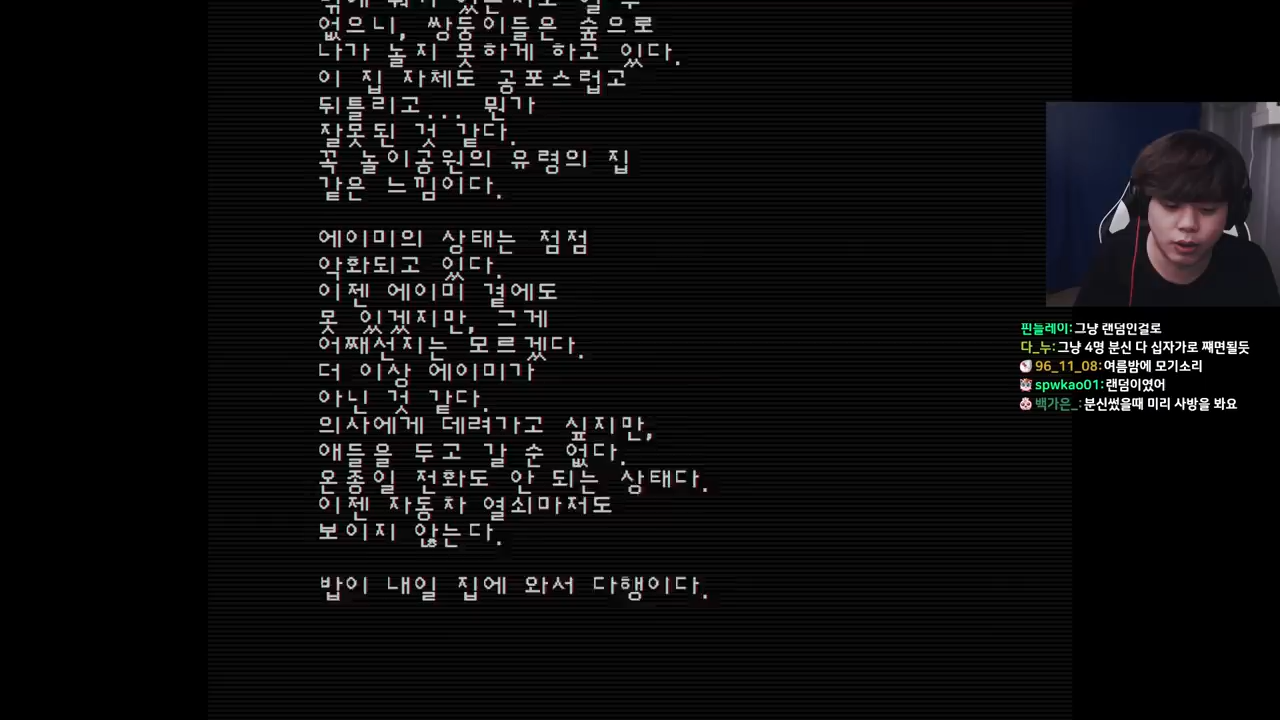 없으니, 쌍둥이들은 숲으로
나가 놀지 못하게 하고 있다.
이 집 자체도 공포스럽고
뒤틀리고... 뭔가
잘못된 것 같다.
꼭 놀이공원의 유령의 집
같은 느낌이다.
에이미의 상태는 점점
악화되고 있다.
이젠 에이미 곁에도
못 있겠지만, 그게
어째선지는 모르겠다.
더 이상 에이미가
아닌 것 같다.
의사에게 데려가고 싶지만,
얘들을 두고 갈 순 없다.
온종일 전화도 안 되는 상태다.
이젠 자동차 열쇠마저도
보이지 않는다.
밥이 내일 집에 와서 다행이다.
핀들레이: 그냥 랜덤인걸로
다_누: 그냥 4명 분신 다 십자가로 째면될듯
96_11_08: 여름밤에 모기소리
spwkao01: 랜덤이였어
백가은_: 분신썼을때 미리 사방을 봐요